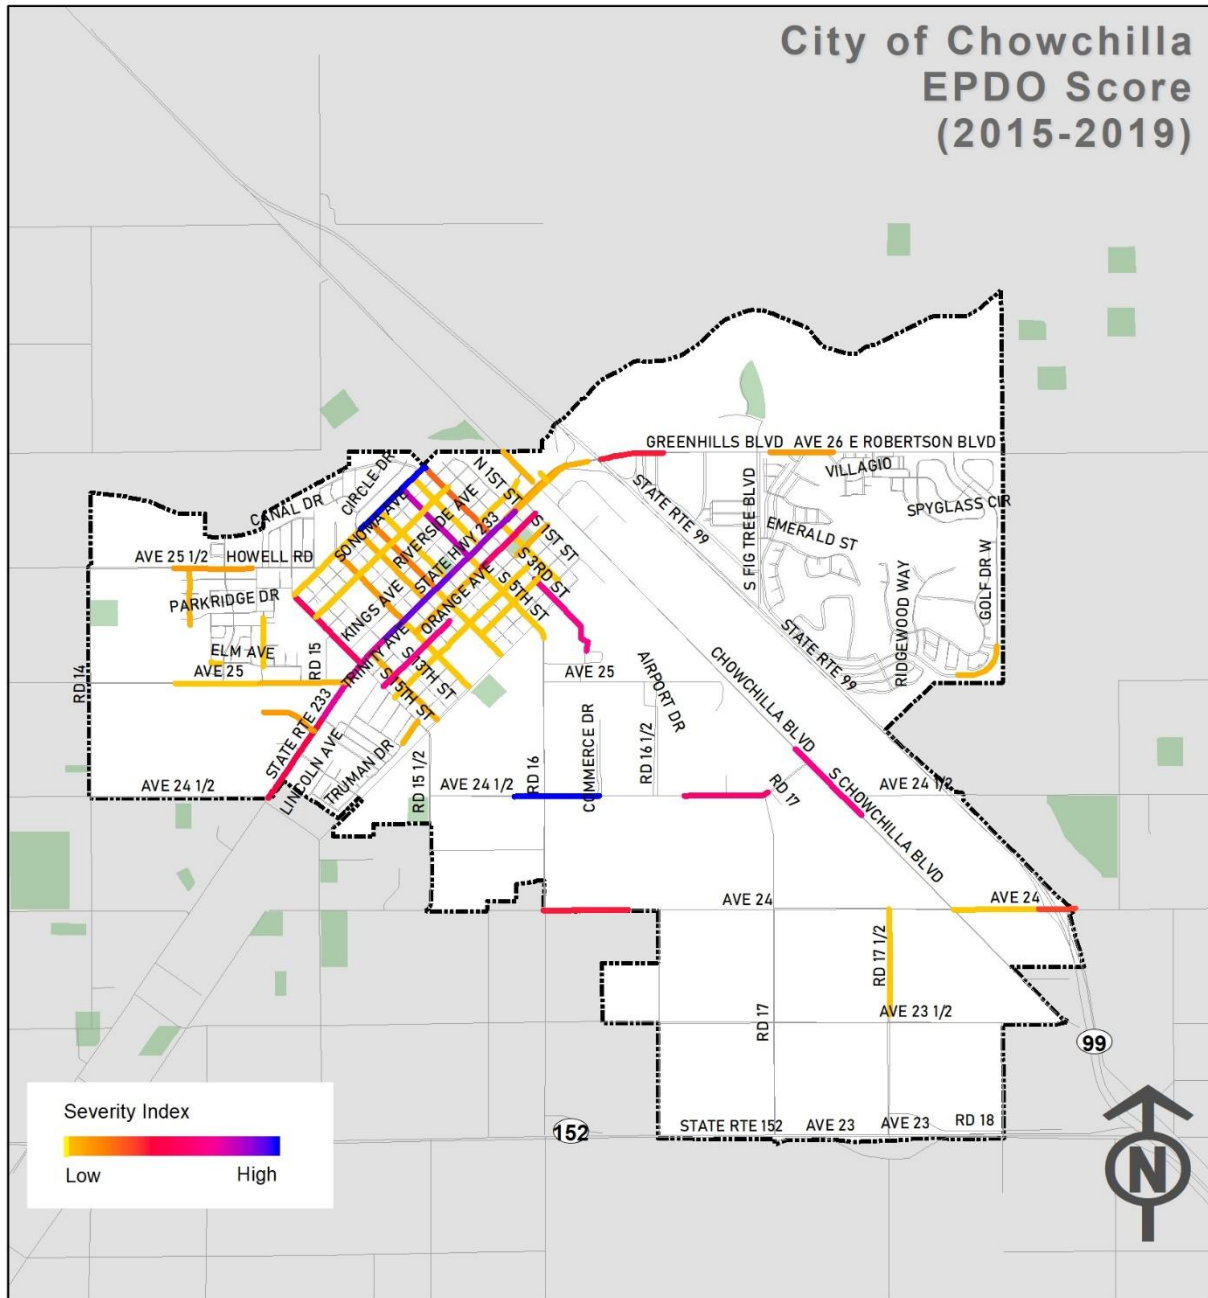 City of Chowchilla
EPDO Score
(2015-2019)
GREENHILLS BLVD
AVE 26
E ROBERTSON BLVD
VILLAGIO
SPYGLASS CIR
EMERALD ST
S FIG TREE BLVD
RIDGEWOOD WAY
GOLF DR W
STATE RTE 99
STATE RTE 99
N 1ST ST
CIRCLE DR
CANAL DR
SONOMA AVE
RIVERSIDE AVE
STATE HWY 233
S 1ST ST
S 3RD ST
S 5TH ST
ORANGE AVE
KINGS AVE
TRINITY AVE
S 13TH ST
S 15TH ST
AVE 25 1/2
HOWELL RD
PARKRIDGE DR
ELM AVE
RD 15
AVE 25
RD 14
STATE RTE 233
LINCOLN AVE
TRUMAN DR
AVE 24 1/2
RD 15 1/2
AVE 24 1/2
RD 16
COMMERCE DR
AVE 25
AIRPORT DR
RD 16 1/2
CHOWCHILLA BLVD
RD 17
S CHOWCHILLA BLVD
AVE 24 1/2
AVE 24
AVE 24
RD 17 1/2
RD 17
AVE 23 1/2
99
152
STATE RTE 152
AVE 23
AVE 23
RD 18
Severity Index
Low
High
N